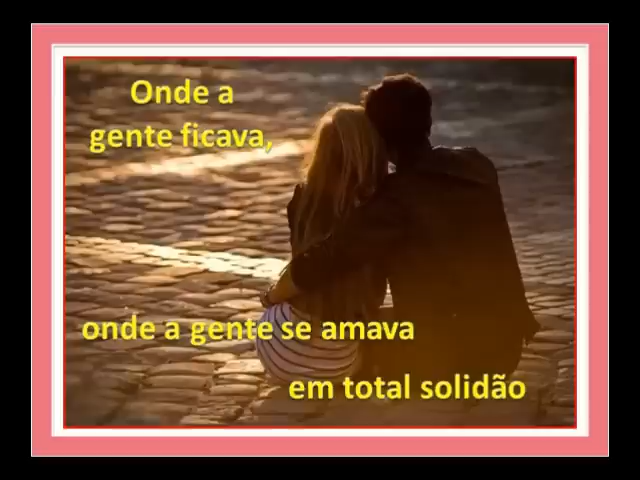 Onde a
gente ficava,
onde a gente se amava
em total solidão